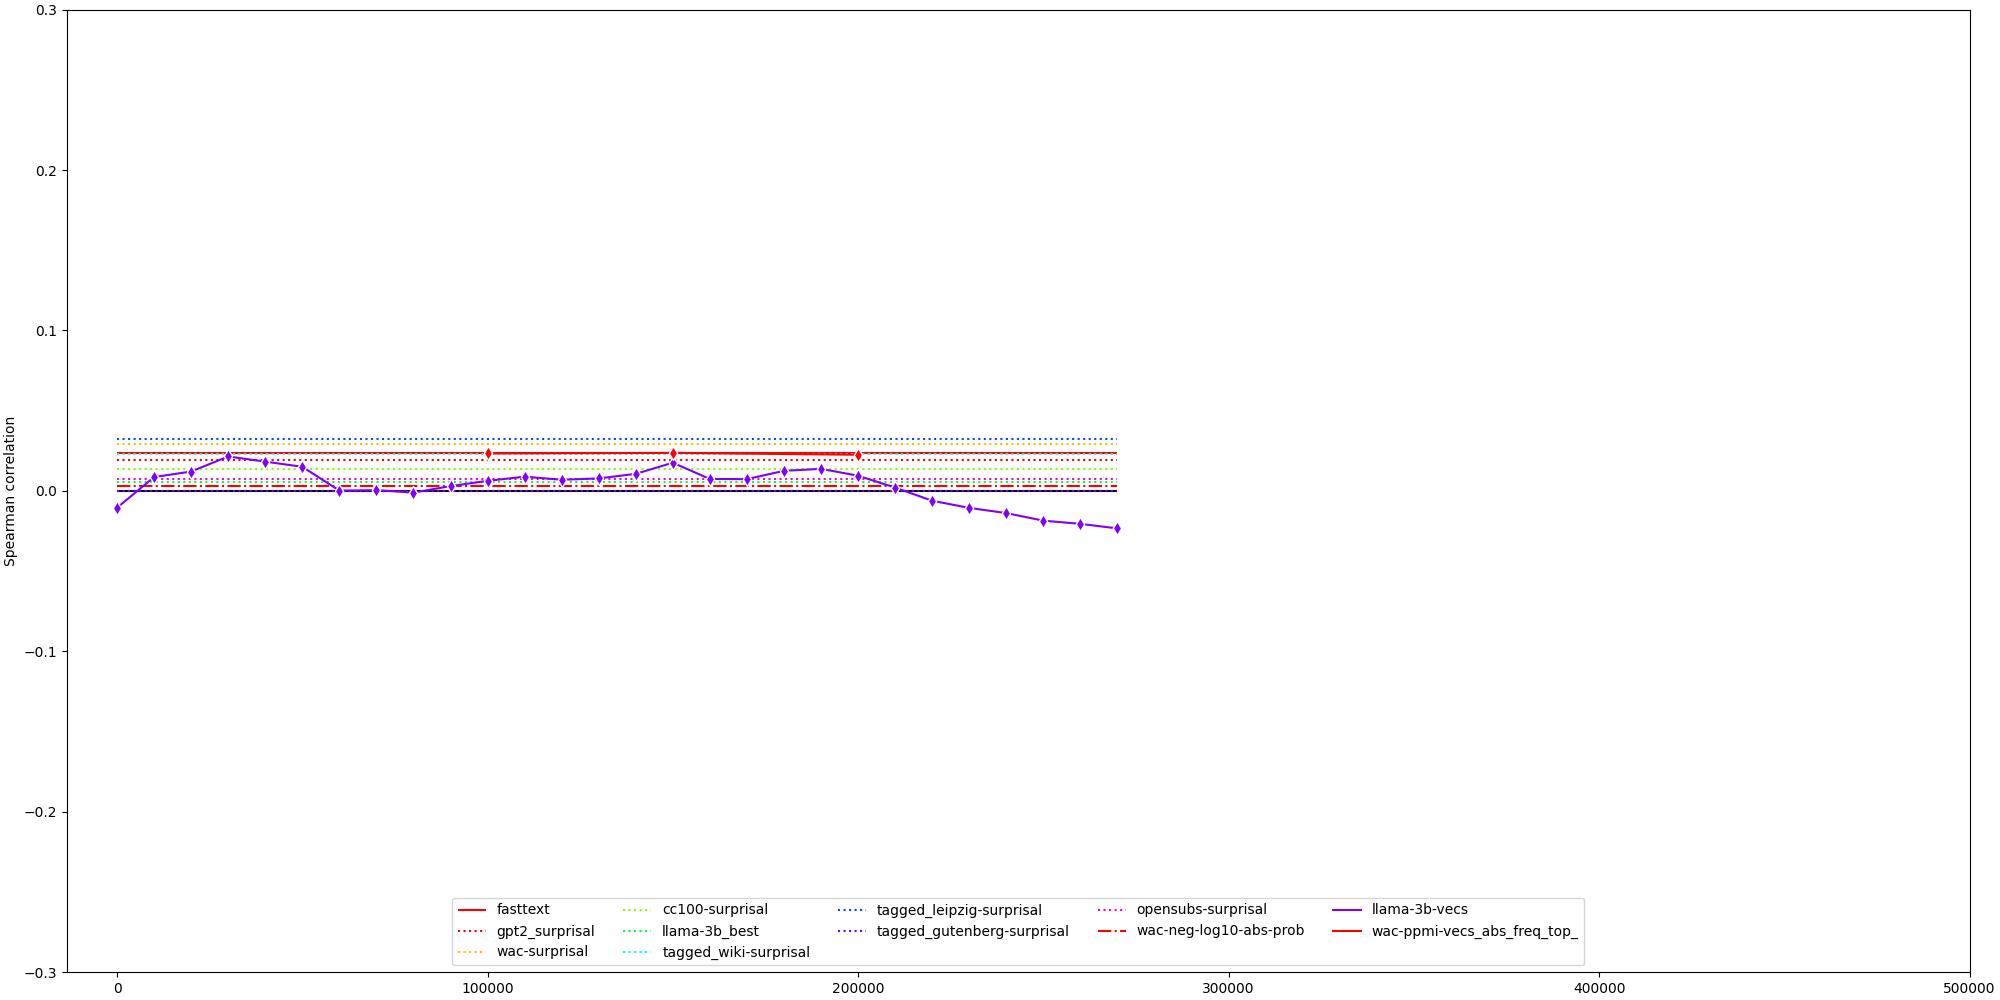 0.3
0.2
0.1
0.0
−0.1
−0.2
−0.3
Spearman correlation
0 100000 200000 300000 400000 500000
fasttext cc100-surprisal tagged_leipzig-surprisal opensubs-surprisal llama-3b-vecs
gpt2_surprisal llama-3b_best tagged_gutenberg-surprisal wac-neg-log10-abs-prob wac-ppmi-vecs_abs_freq_top_
wac-surprisal tagged_wiki-surprisal